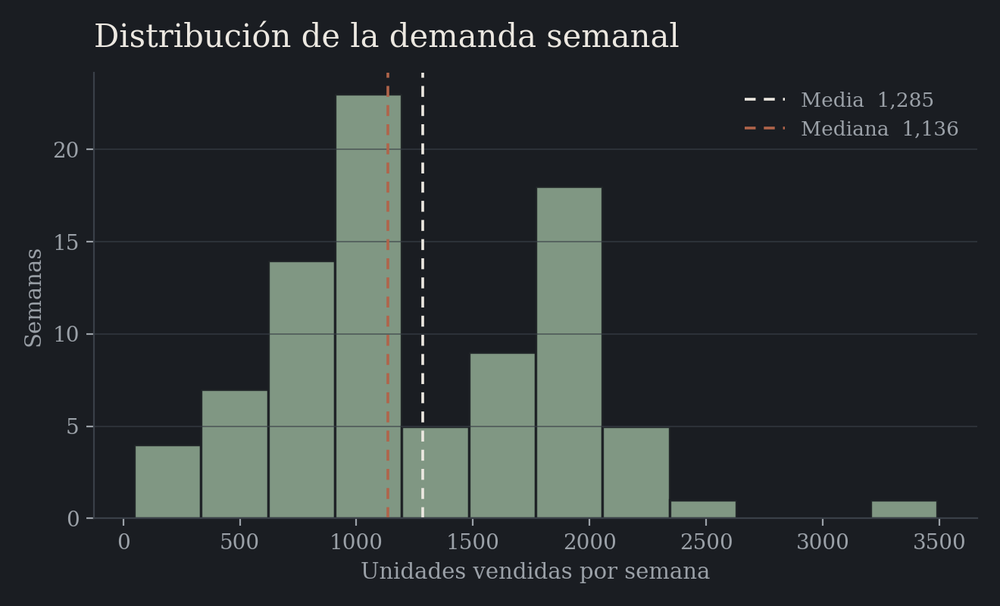 Distribución de la demanda semanal
Media 1,285
Mediana 1,136
Semanas
20
15
10
5
0
0 500 1000 1500 2000 2500 3000 3500
Unidades vendidas por semana